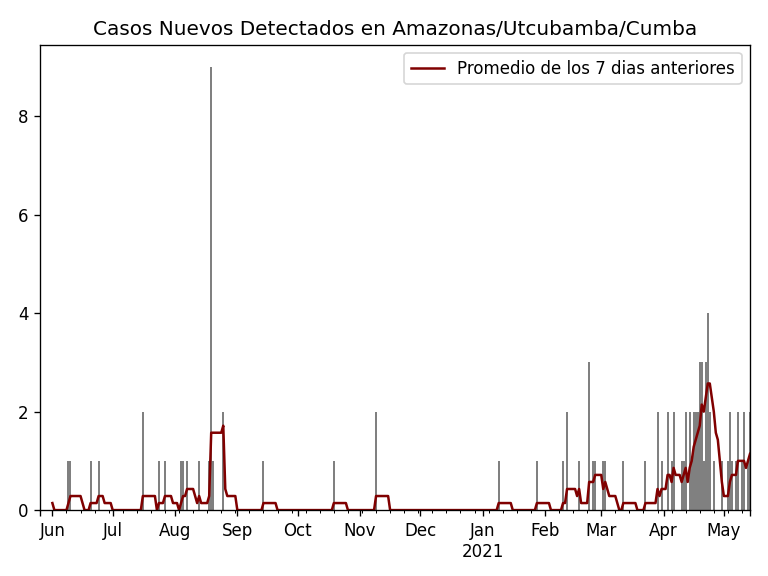 Casos Nuevos Detectados en Amazonas/Utcubamba/Cumba
Promedio de los 7 dias anteriores
8
6
4
2
0
Jun Jul Aug Sep Oct Nov Dec Jan Feb Mar Apr May
2021